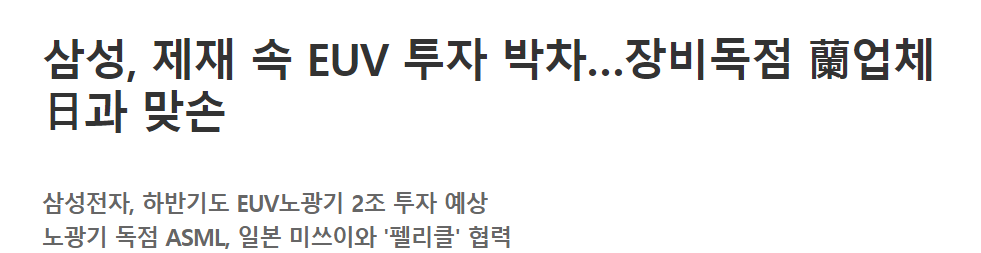 삼성, 제재 속 EUV 투자 박차…장비독점 蘭업체
日과 맞손
삼성전자, 하반기도 EUV노광기 2조 투자 예상
노광기 독점 ASML, 일본 미쓰이와 '펠리클' 협력